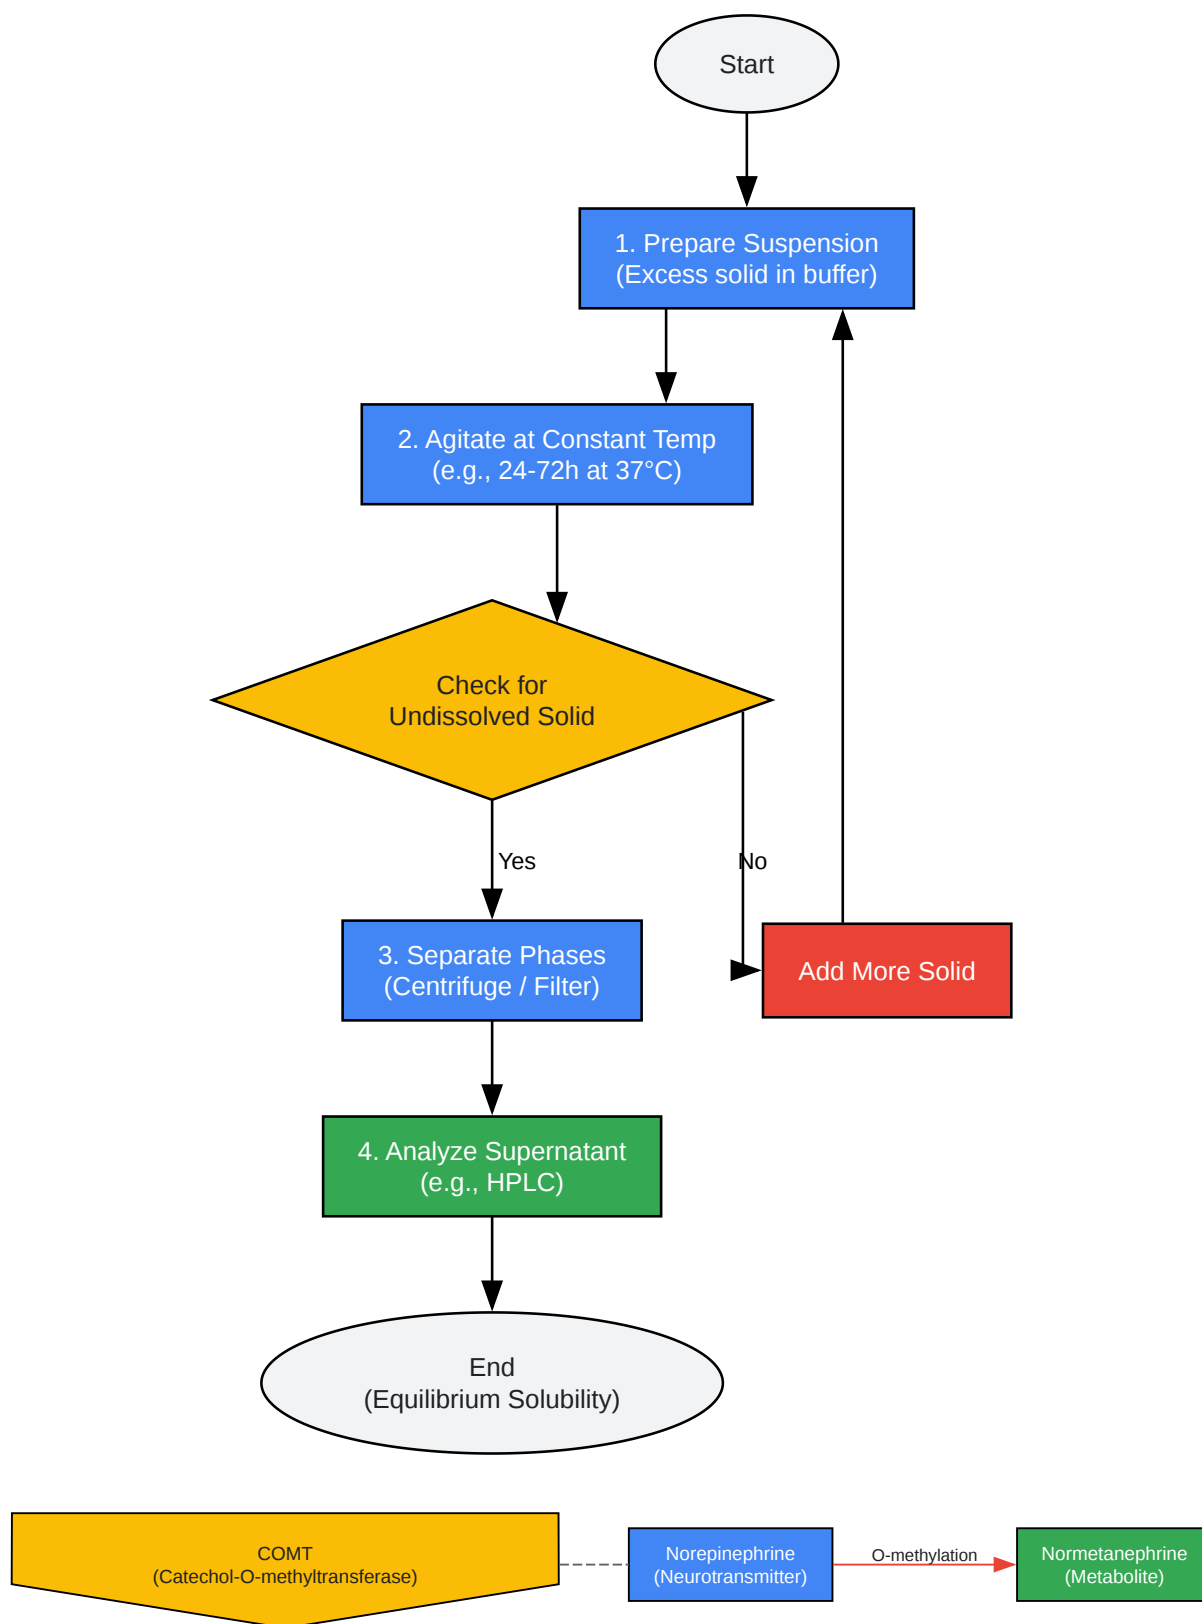 Start
1. Prepare Suspension
(Excess solid in buffer)
2. Agitate at Constant Temp
(e.g., 24-72h at 37°C)
Check for
Undissolved Solid
Yes
No
3. Separate Phases
(Centrifuge / Filter)
Add More Solid
4. Analyze Supernatant
(e.g., HPLC)
End
(Equilibrium Solubility)
COMT
(Catechol-O-methyltransferase)
Norepinephrine
(Neurotransmitter)
O-methylation
Normetanephrine
(Metabolite)